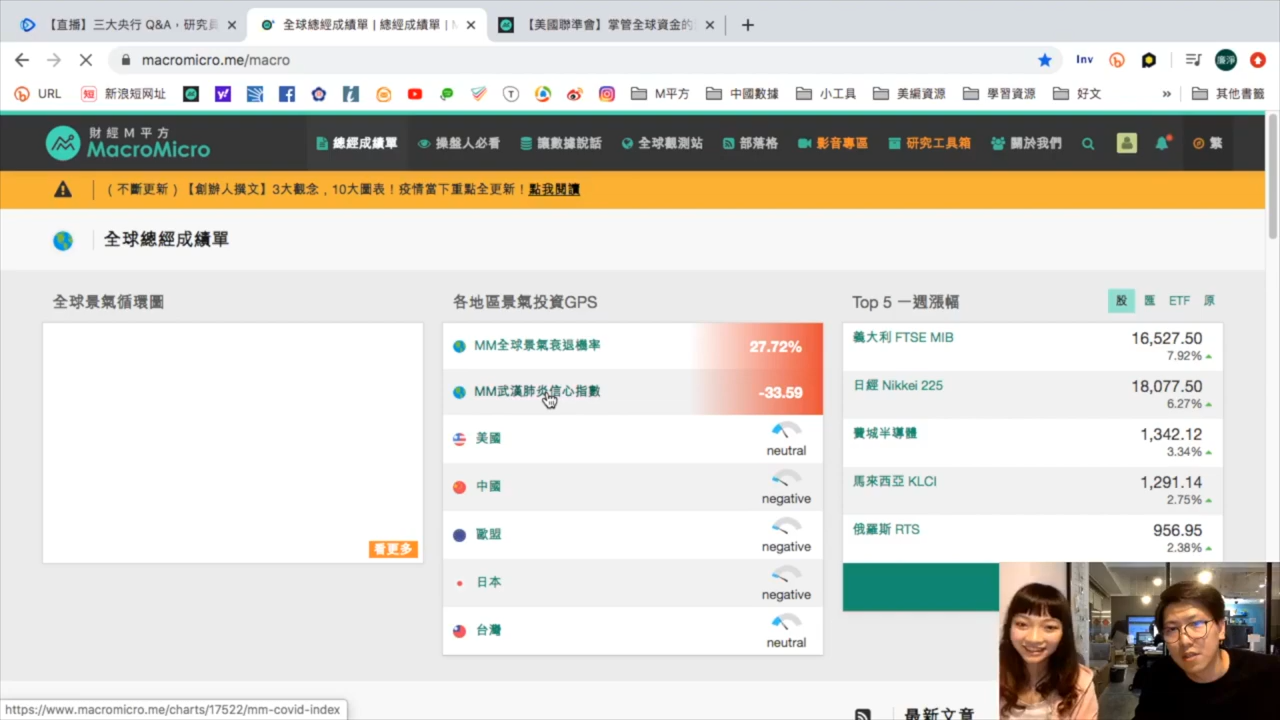 【直播】三大央行 Q&A，研究員
全球總經成績單 | 總經成績單 | M
【美國聯準會】掌管全球資金的
macromicro.me/macro
Inv
URL
新浪短网址
M平方
中國數據
小工具
美編資源
學習資源
好文
»
其他書籤
財經M平方
MacroMicro
總經成績單
操盤人必看
讓數據說話
全球觀測站
部落格
影音專區
研究工具箱
關於我們
繁
（不斷更新）【創辦人撰文】3大觀念，10大圖表！疫情當下重點全更新！點我閱讀
全球總經成績單
全球景氣循環圖
看更多
各地區景氣投資GPS
MM全球景氣衰退機率 27.72%
MM武漢肺炎信心指數 -33.59
美國 neutral
中國 negative
歐盟 negative
日本 negative
台灣 neutral
Top 5 一週漲幅
股 匯 ETF 原
義大利 FTSE MIB 16,527.50
7.92%
日經 Nikkei 225 18,077.50
6.27%
費城半導體 1,342.12
3.34%
馬來西亞 KLCI 1,291.14
2.75%
俄羅斯 RTS 956.95
2.38%
最新文章
https://www.macromicro.me/charts/17522/mm-covid-index